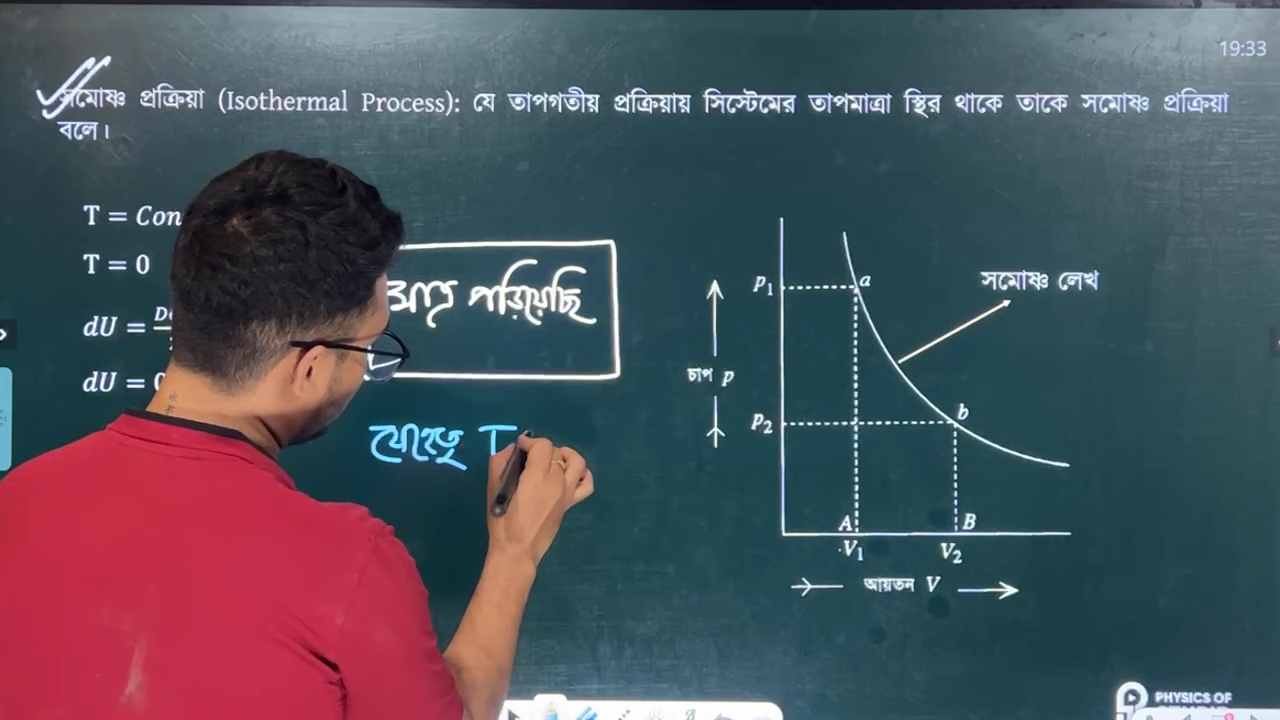 19:33
সমোষ্ণ প্রক্রিয়া (Isothermal Process): যে তাপগতীয় প্রক্রিয়ায় সিস্টেমের তাপমাত্রা স্থির থাকে তাকে সমোষ্ণ প্রক্রিয়া
বলে।
T = Con
T = 0
dU =
dU =
মাত্র পড়িয়েছি
যেহেতু T
P₁
a
সমোষ্ণ লেখ
চাপ P
P₂
b
A
B
V₁
V₂
আয়তন V
PHYSICS OF